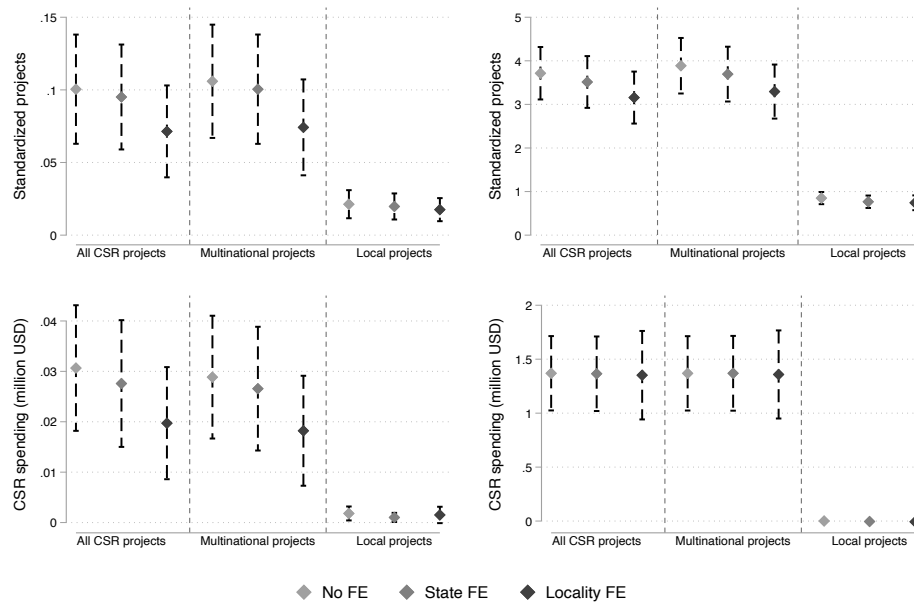 Standardized projects
.15
.1
.05
0
All CSR projects
Multinational projects
Local projects
Standardized projects
5
4
3
2
1
0
All CSR projects
Multinational projects
Local projects
CSR spending (million USD)
.04
.03
.02
.01
0
All CSR projects
Multinational projects
Local projects
CSR spending (million USD)
2
1.5
1
.5
0
All CSR projects
Multinational projects
Local projects
No FE
State FE
Locality FE